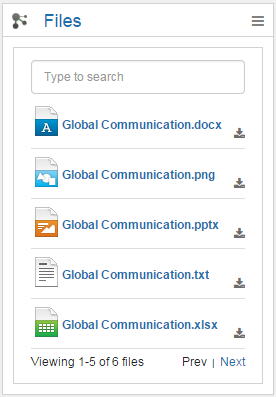 Files
Type to search
A
Global Communication.docx
Global Communication.png
Global Communication.pptx
Global Communication.txt
Global Communication.xlsx
Viewing 1-5 of 6 files Prev | Next